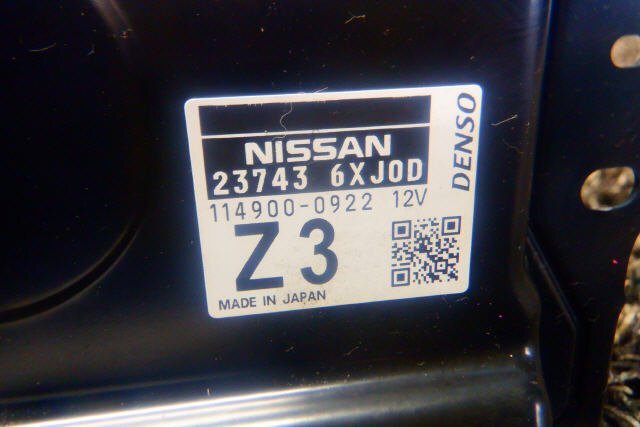 NISSAN
23743 6XJ0D
114900-0922 12V
Z3
MADE IN JAPAN
DENSO